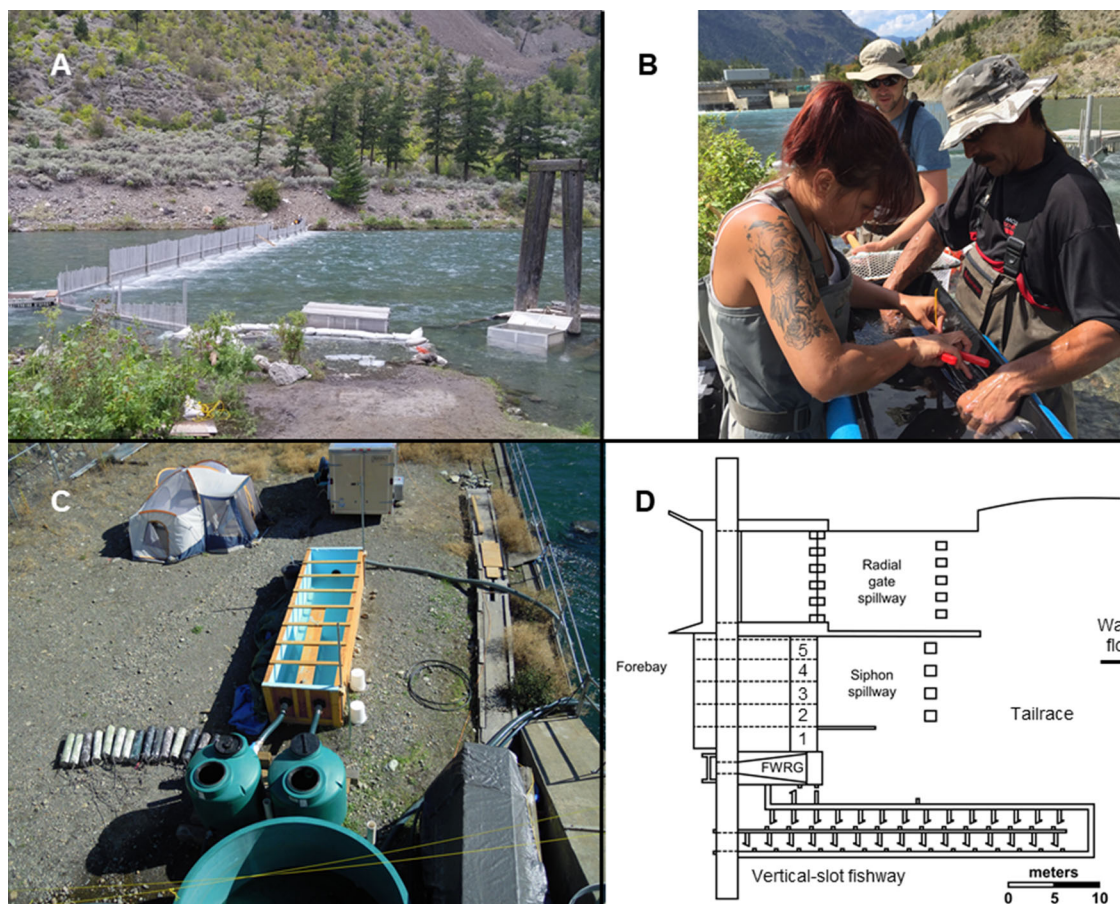 A
B
C
D
Radial
gate
spillway
Forebay
5
4
3
2
1
Siphon
spillway
Tailrace
FWRG
Vertical-slot fishway
meters
0 5 10